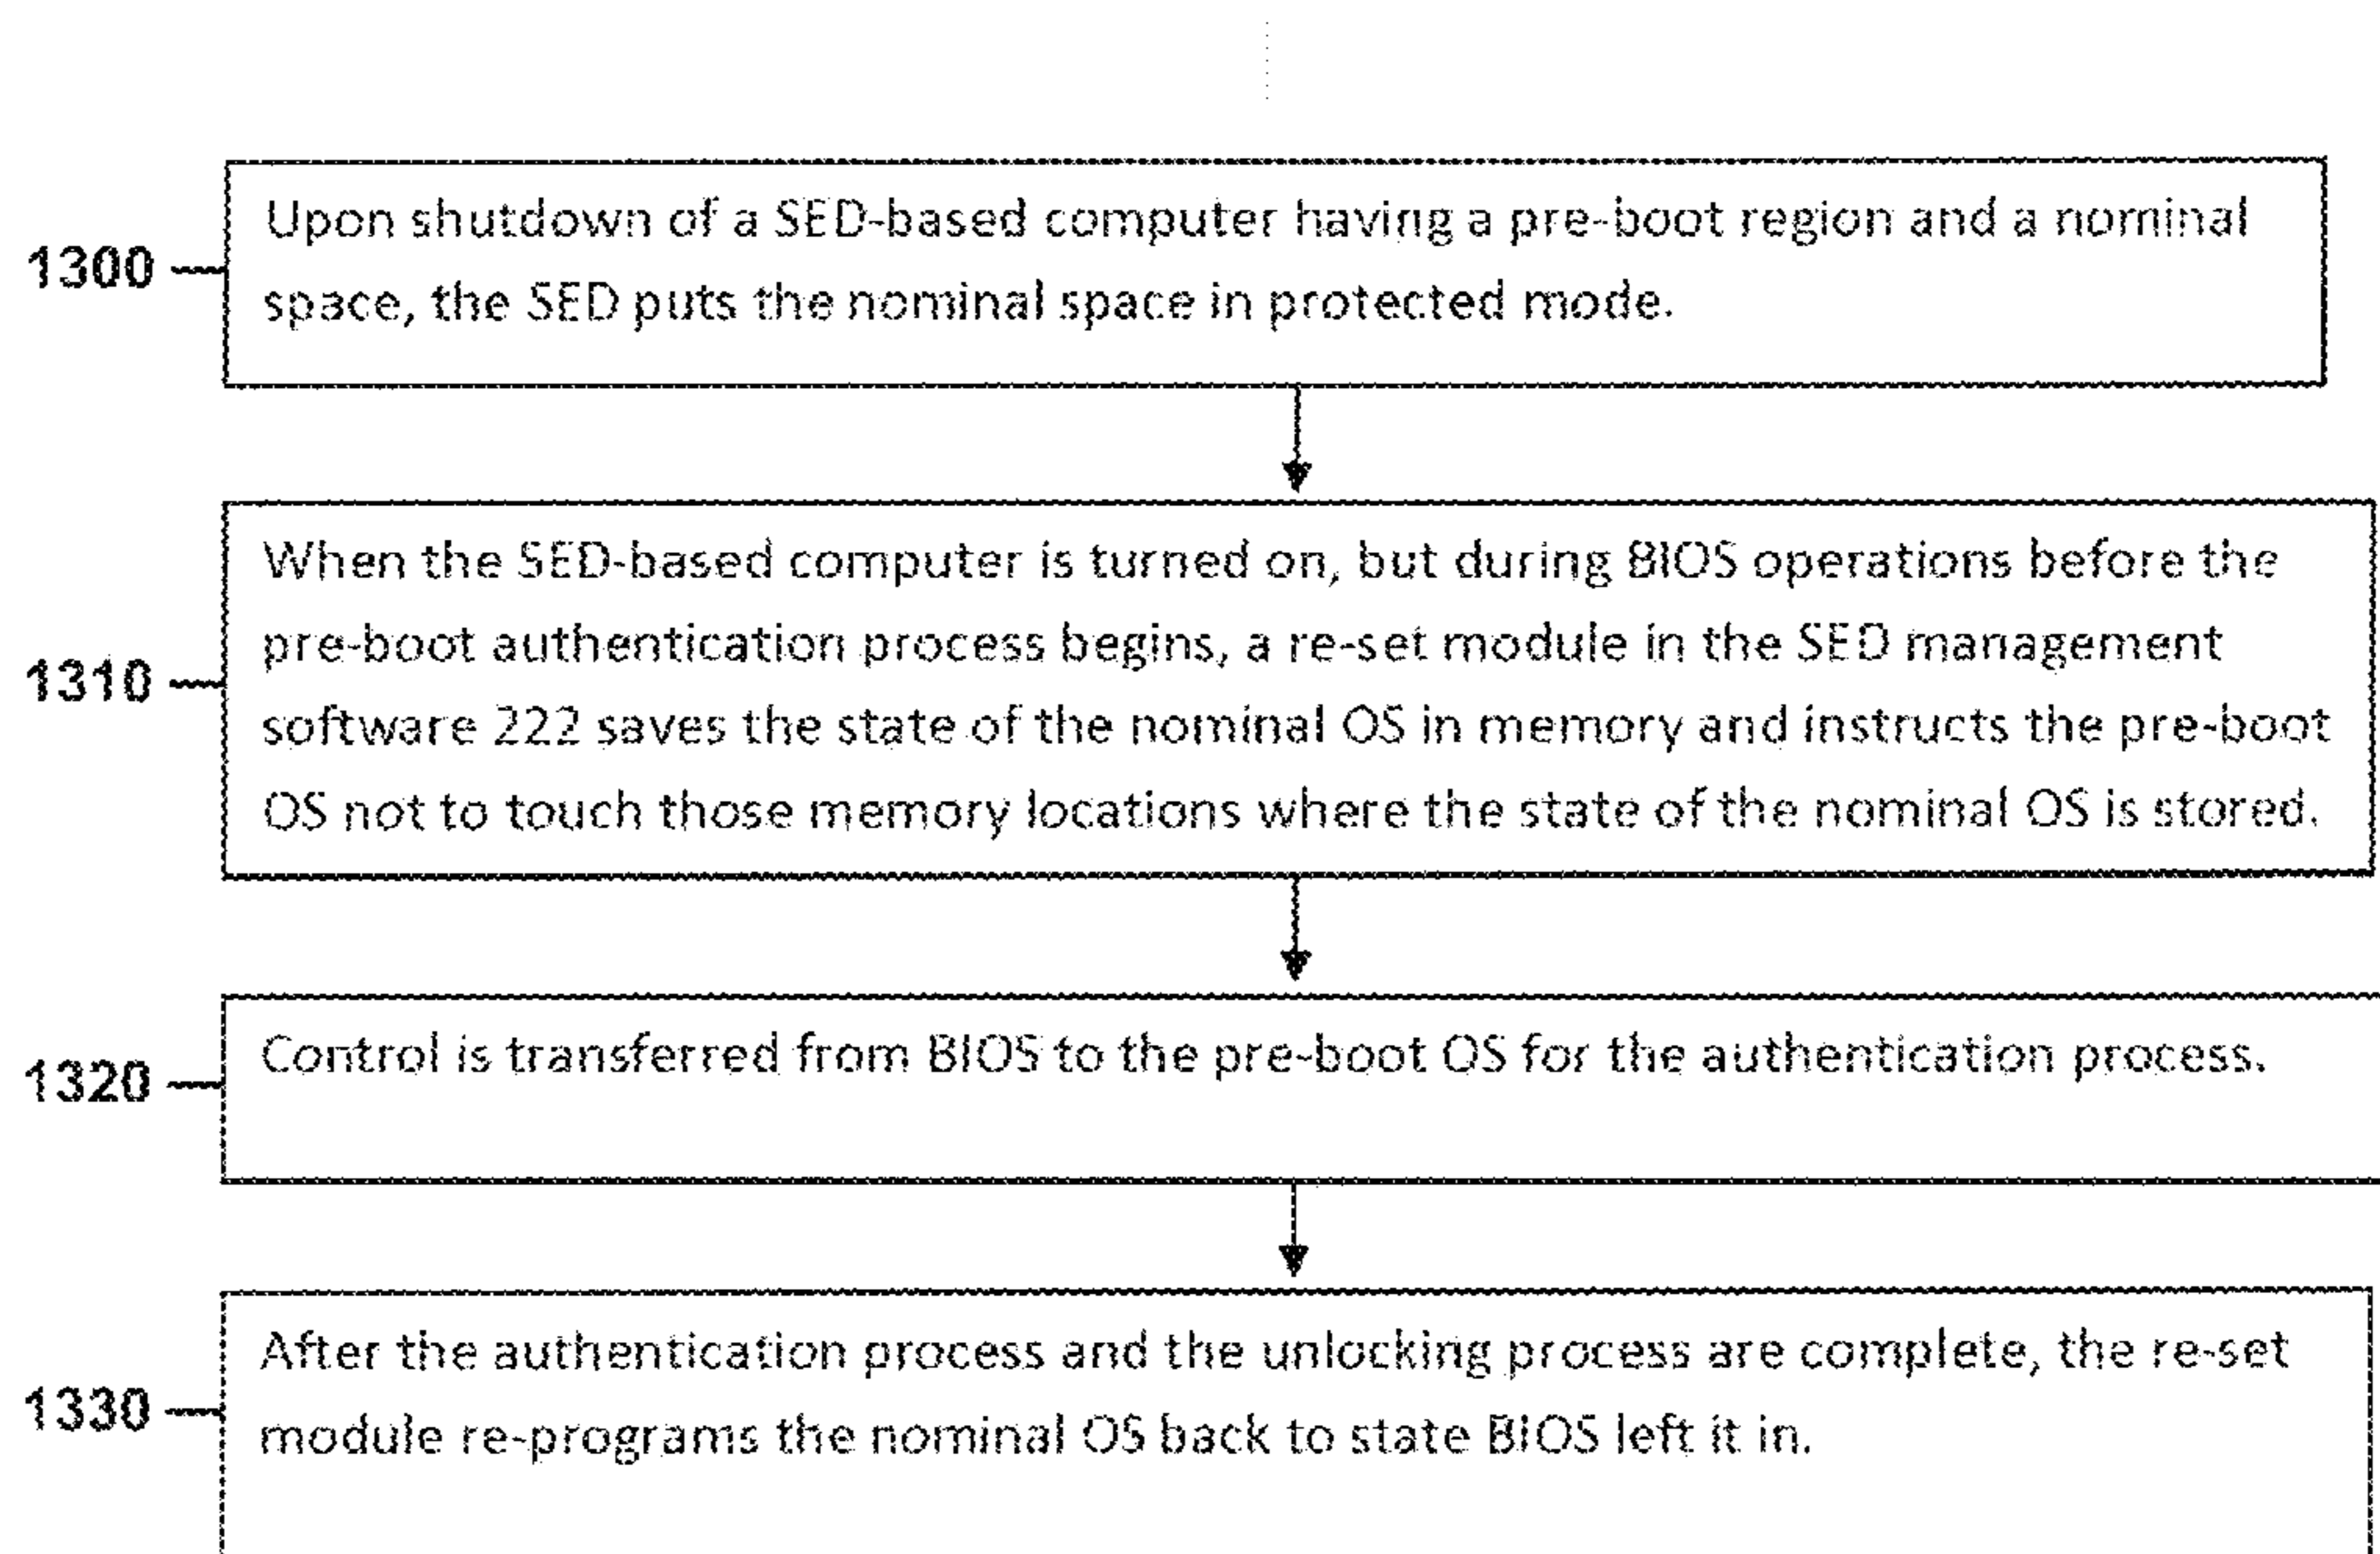 1300
Upon shutdown of a SED-based computer having a pre-boot region and a nominal
space, the SED puts the nominal space in protected mode.
1310
When the SED-based computer is turned on, but during BIOS operations before the
pre-boot authentication process begins, a re-set module in the SED management
software 222 saves the state of the nominal OS in memory and instructs the pre-boot
OS not to touch those memory locations where the state of the nominal OS is stored.
1320
Control is transferred from BIOS to the pre-boot OS for the authentication process.
1330
After the authentication process and the unlocking process are complete, the re-set
module re-programs the nominal OS back to state BIOS left it in.